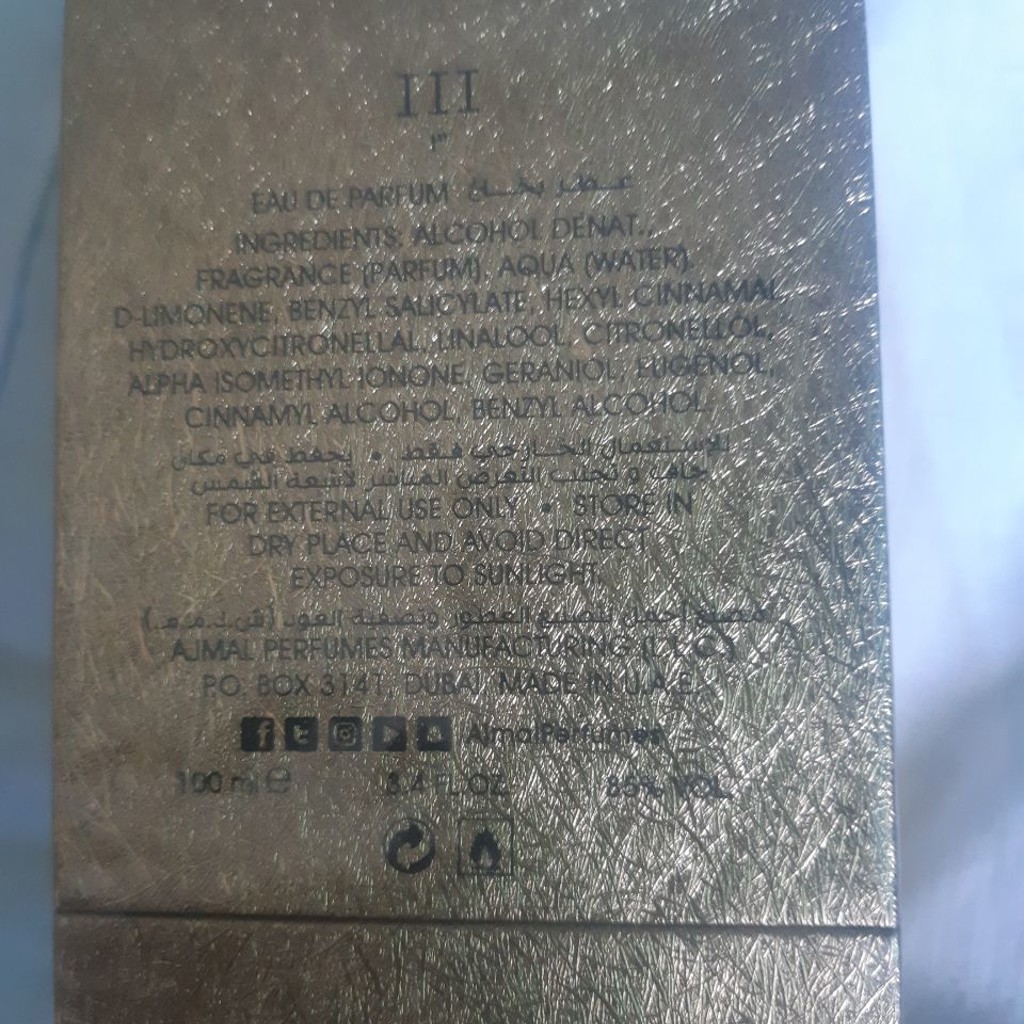 III
٣
EAU DE PARFUM عطر بخاخ
INGREDIENTS: ALCOHOL DENAT.,
FRAGRANCE (PARFUM), AQUA (WATER),
D-LIMONENE, BENZYL SALICYLATE, HEXYL CINNAMAL,
HYDROXYCITRONELLAL, LINALOOL, CITRONELLOL,
ALPHA ISOMETHYL IONONE, GERANIOL, EUGENOL,
CINNAMYL ALCOHOL, BENZYL ALCOHOL.
للاستعمال الخارجي فقط • يحفظ في مكان
جاف و تجنب التعرض المباشر لأشعة الشمس
FOR EXTERNAL USE ONLY • STORE IN
DRY PLACE AND AVOID DIRECT
EXPOSURE TO SUNLIGHT.
مصنع أجمل لتصنيع العطور وتصفية العود (ش.ذ.م.م.)
AJMAL PERFUMES MANUFACTURING (L.L.C.)
P.O. BOX 3141, DUBAI, MADE IN U.A.E.
AjmalPerfumes
100 ml e 3.4 FL.OZ. 85% VOL